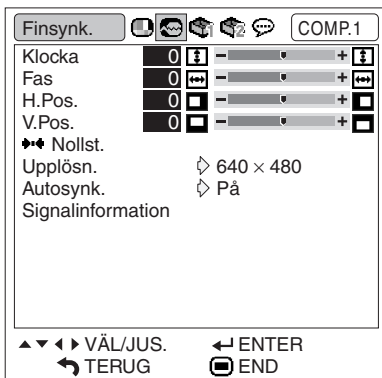 Finsynk. COMP.1
Klocka 0 - +
Fas 0 - +
H.Pos. 0 - +
V.Pos. 0 - +
Nollst.
Upplösn. 640 × 480
Autosynk. På
Signalinformation
VÄL/JUS. ENTER
TERUG END